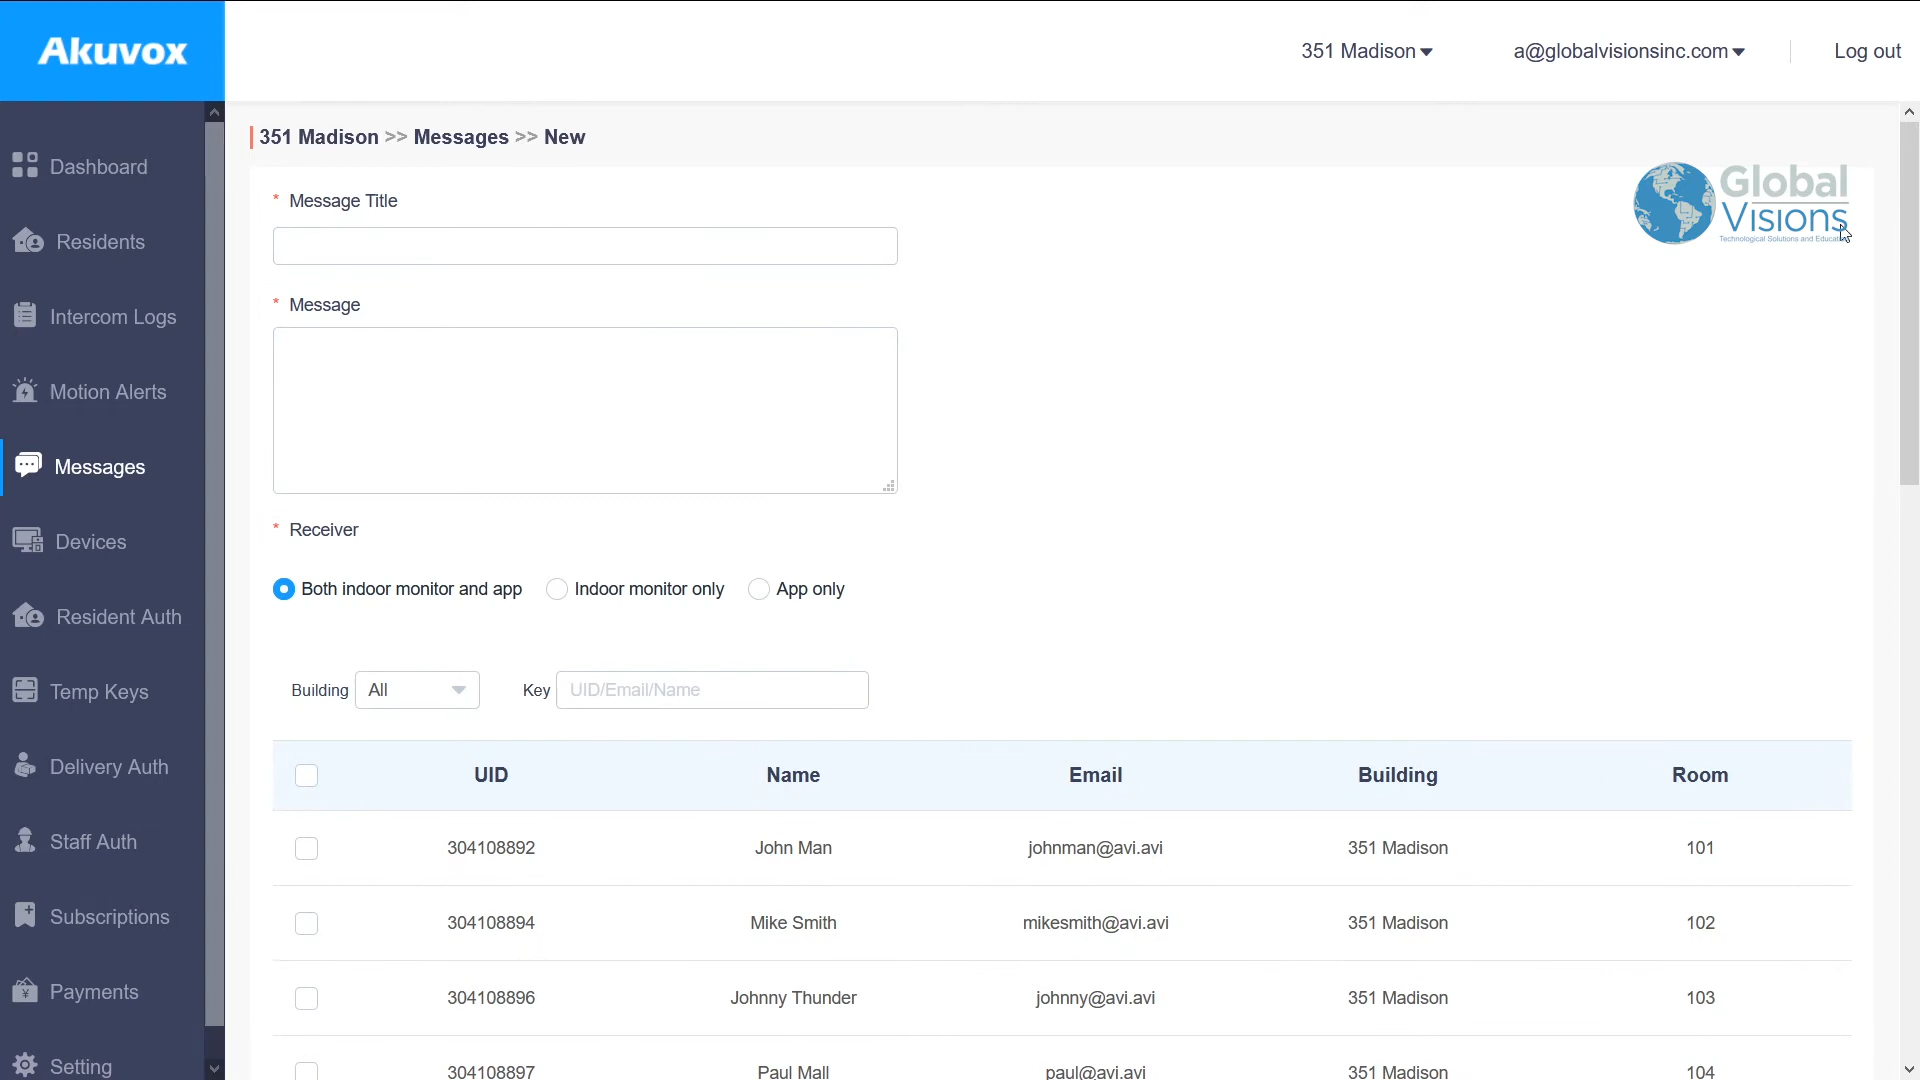 Akuvox
351 Madison
a@globalvisionsinc.com
Log out
351 Madison >> Messages >> New
Global
Visions
Technological Solutions and
Dashboard
Residents
Intercom Logs
Motion Alerts
Messages
Devices
Resident Auth
Temp Keys
Delivery Auth
Staff Auth
Subscriptions
Payments
Setting
* Message Title
* Message
* Receiver
Both indoor monitor and app Indoor monitor only App only
Building All Key UID/Email/Name
UID Name Email Building Room
304108892 John Man johnman@avi.avi 351 Madison 101
304108894 Mike Smith mikesmith@avi.avi 351 Madison 102
304108896 Johnny Thunder johnny@avi.avi 351 Madison 103
304108897 Paul Mall paul@avi.avi 351 Madison 104